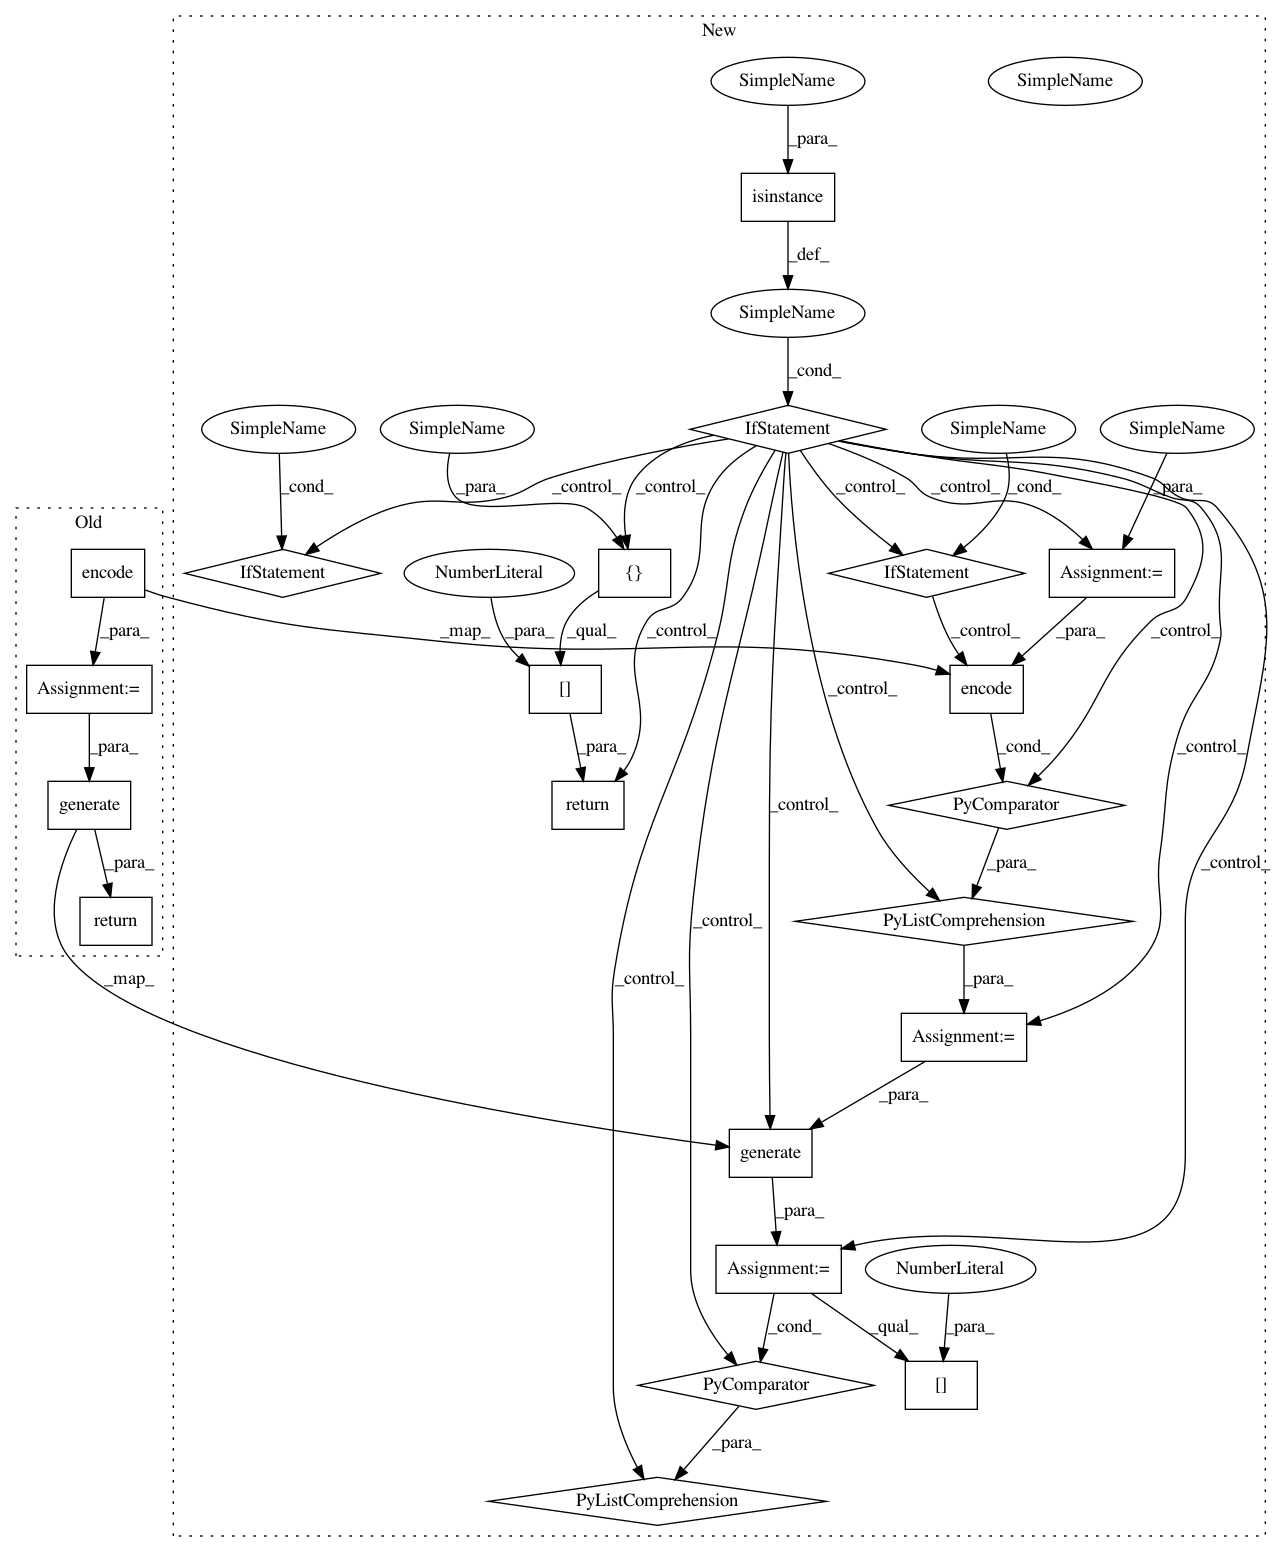 New
SimpleName
SimpleName
_para_
isinstance
_def_
SimpleName
_cond_
SimpleName
SimpleName
IfStatement
SimpleName
SimpleName
_cond_
_para_
_control_
_control_
_control_
_control_
_cond_
_para_
Old
encode
IfStatement
NumberLiteral
{}
IfStatement
Assignment:=
_para_
_map_
_para_
_qual_
_control_
_control_
_para_
_control_
Assignment:=
[]
encode
_control_
_para_
_para_
_cond_
_control_
generate
return
_control_
PyComparator
_para_
_para_
_control_
return
_control_
PyListComprehension
_map_
_control_
_para_
Assignment:=
_para_
generate
_para_
Assignment:=
NumberLiteral
_cond_
_qual_
_para_
PyComparator
[]
_para_
PyListComprehension